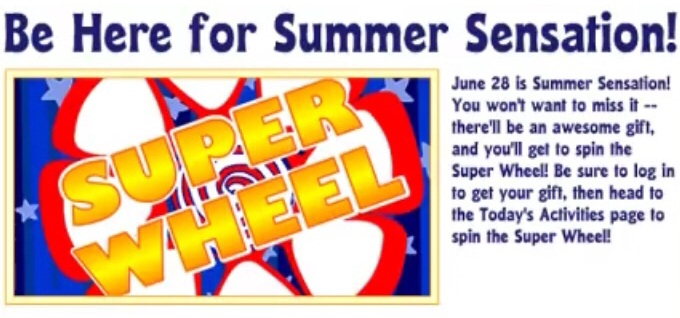 Be Here for Summer Sensation!
SUPER
WHEEL
June 28 is Summer Sensation!
You won't want to miss it --
there'll be an awesome gift,
and you'll get to spin the
Super Wheel! Be sure to log in
to get your gift, then head to
the Today's Activities page to
spin the Super Wheel!